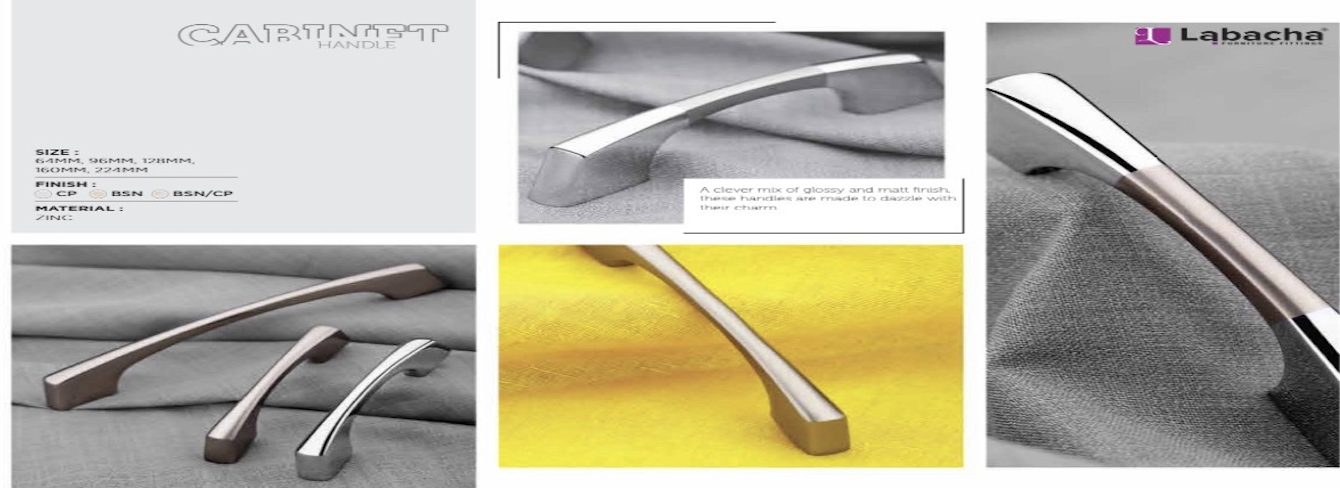 CABINET
HANDLE
SIZE :
64MM, 96MM, 128MM,
160MM, 224MM
FINISH :
CP BSN BSN/CP
MATERIAL :
ZINC
A clever mix of glossy and matt finish,
these handles are made to dazzle with
their charm.
Labacha
FURNITURE FITTINGS